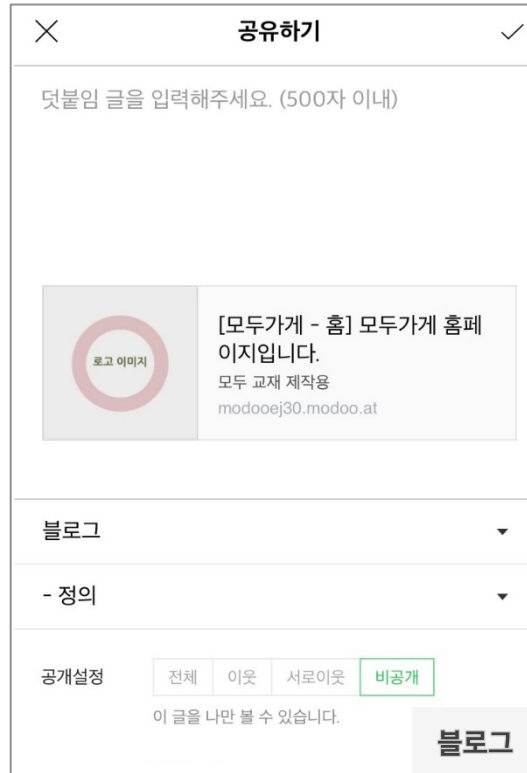 공유하기
덧붙임 글을 입력해주세요. (500자 이내)
로고 이미지
[모두가게 - 홈] 모두가게 홈페
이지입니다.
모두 교재 제작용
modooej30.modoo.at
블로그
- 정의
공개설정 전체 이웃 서로이웃 비공개
이 글을 나만 볼 수 있습니다.
블로그